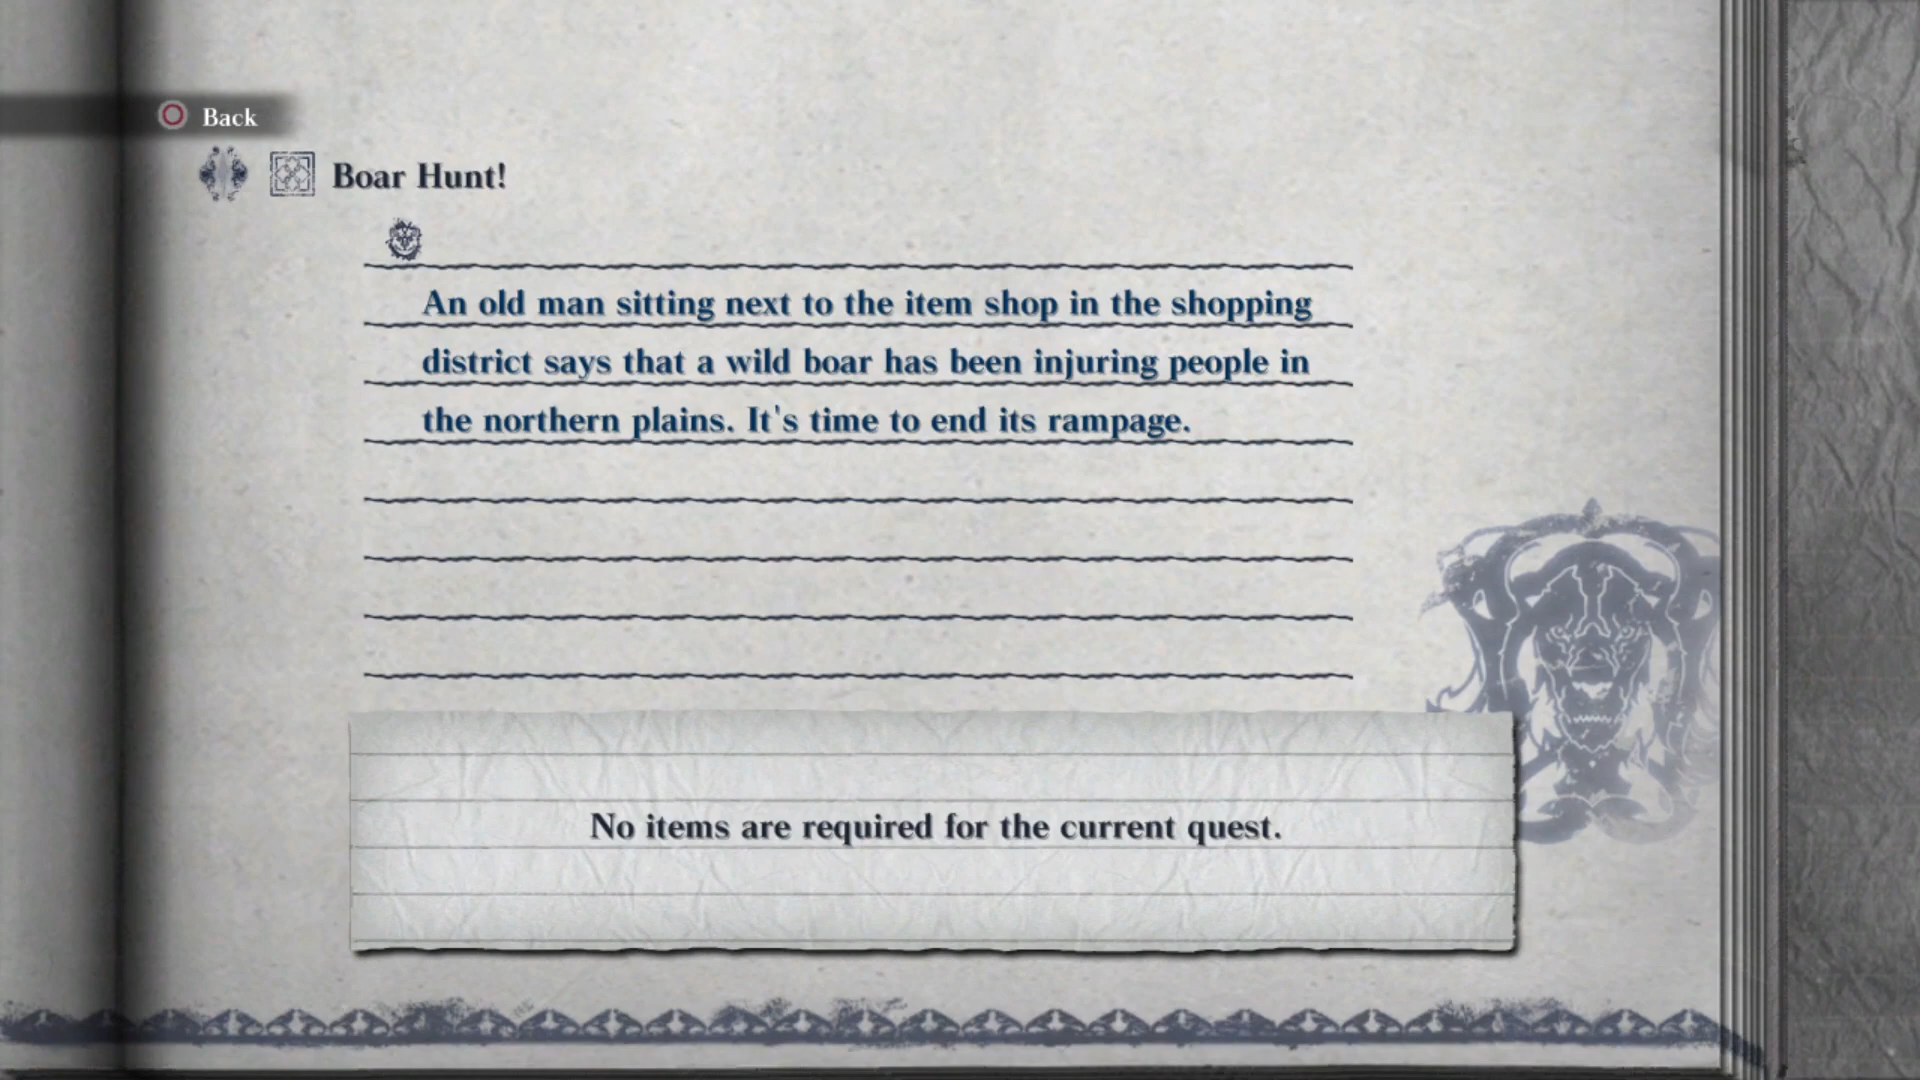 Back
Boar Hunt!
An old man sitting next to the item shop in the shopping
district says that a wild boar has been injuring people in
the northern plains. It's time to end its rampage.
No items are required for the current quest.